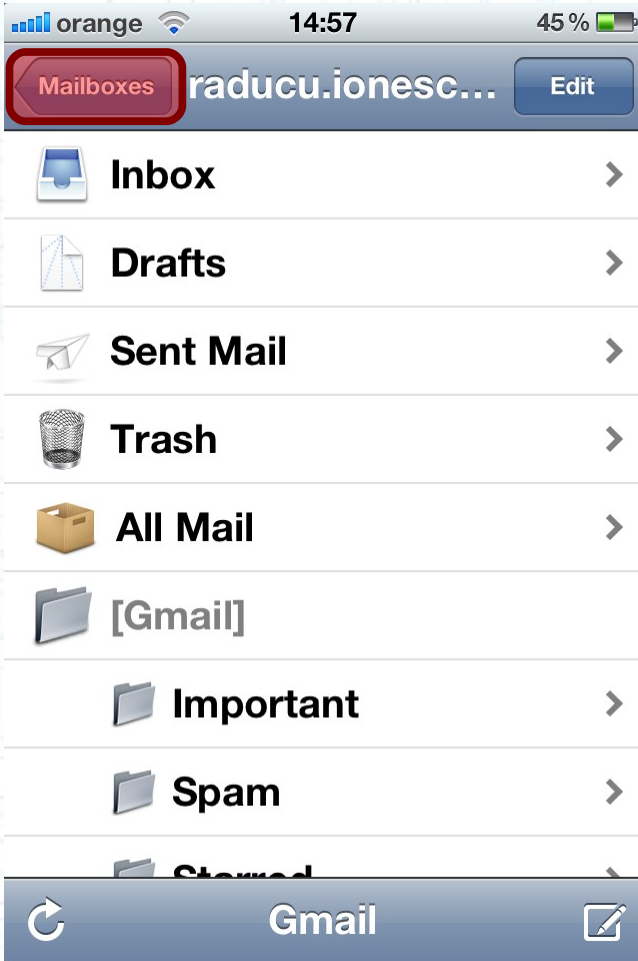 orange 14:57 45%
Mailboxes raducu.ionesc... Edit
Inbox
Drafts
Sent Mail
Trash
All Mail
[Gmail]
Important
Spam
Starred
Gmail